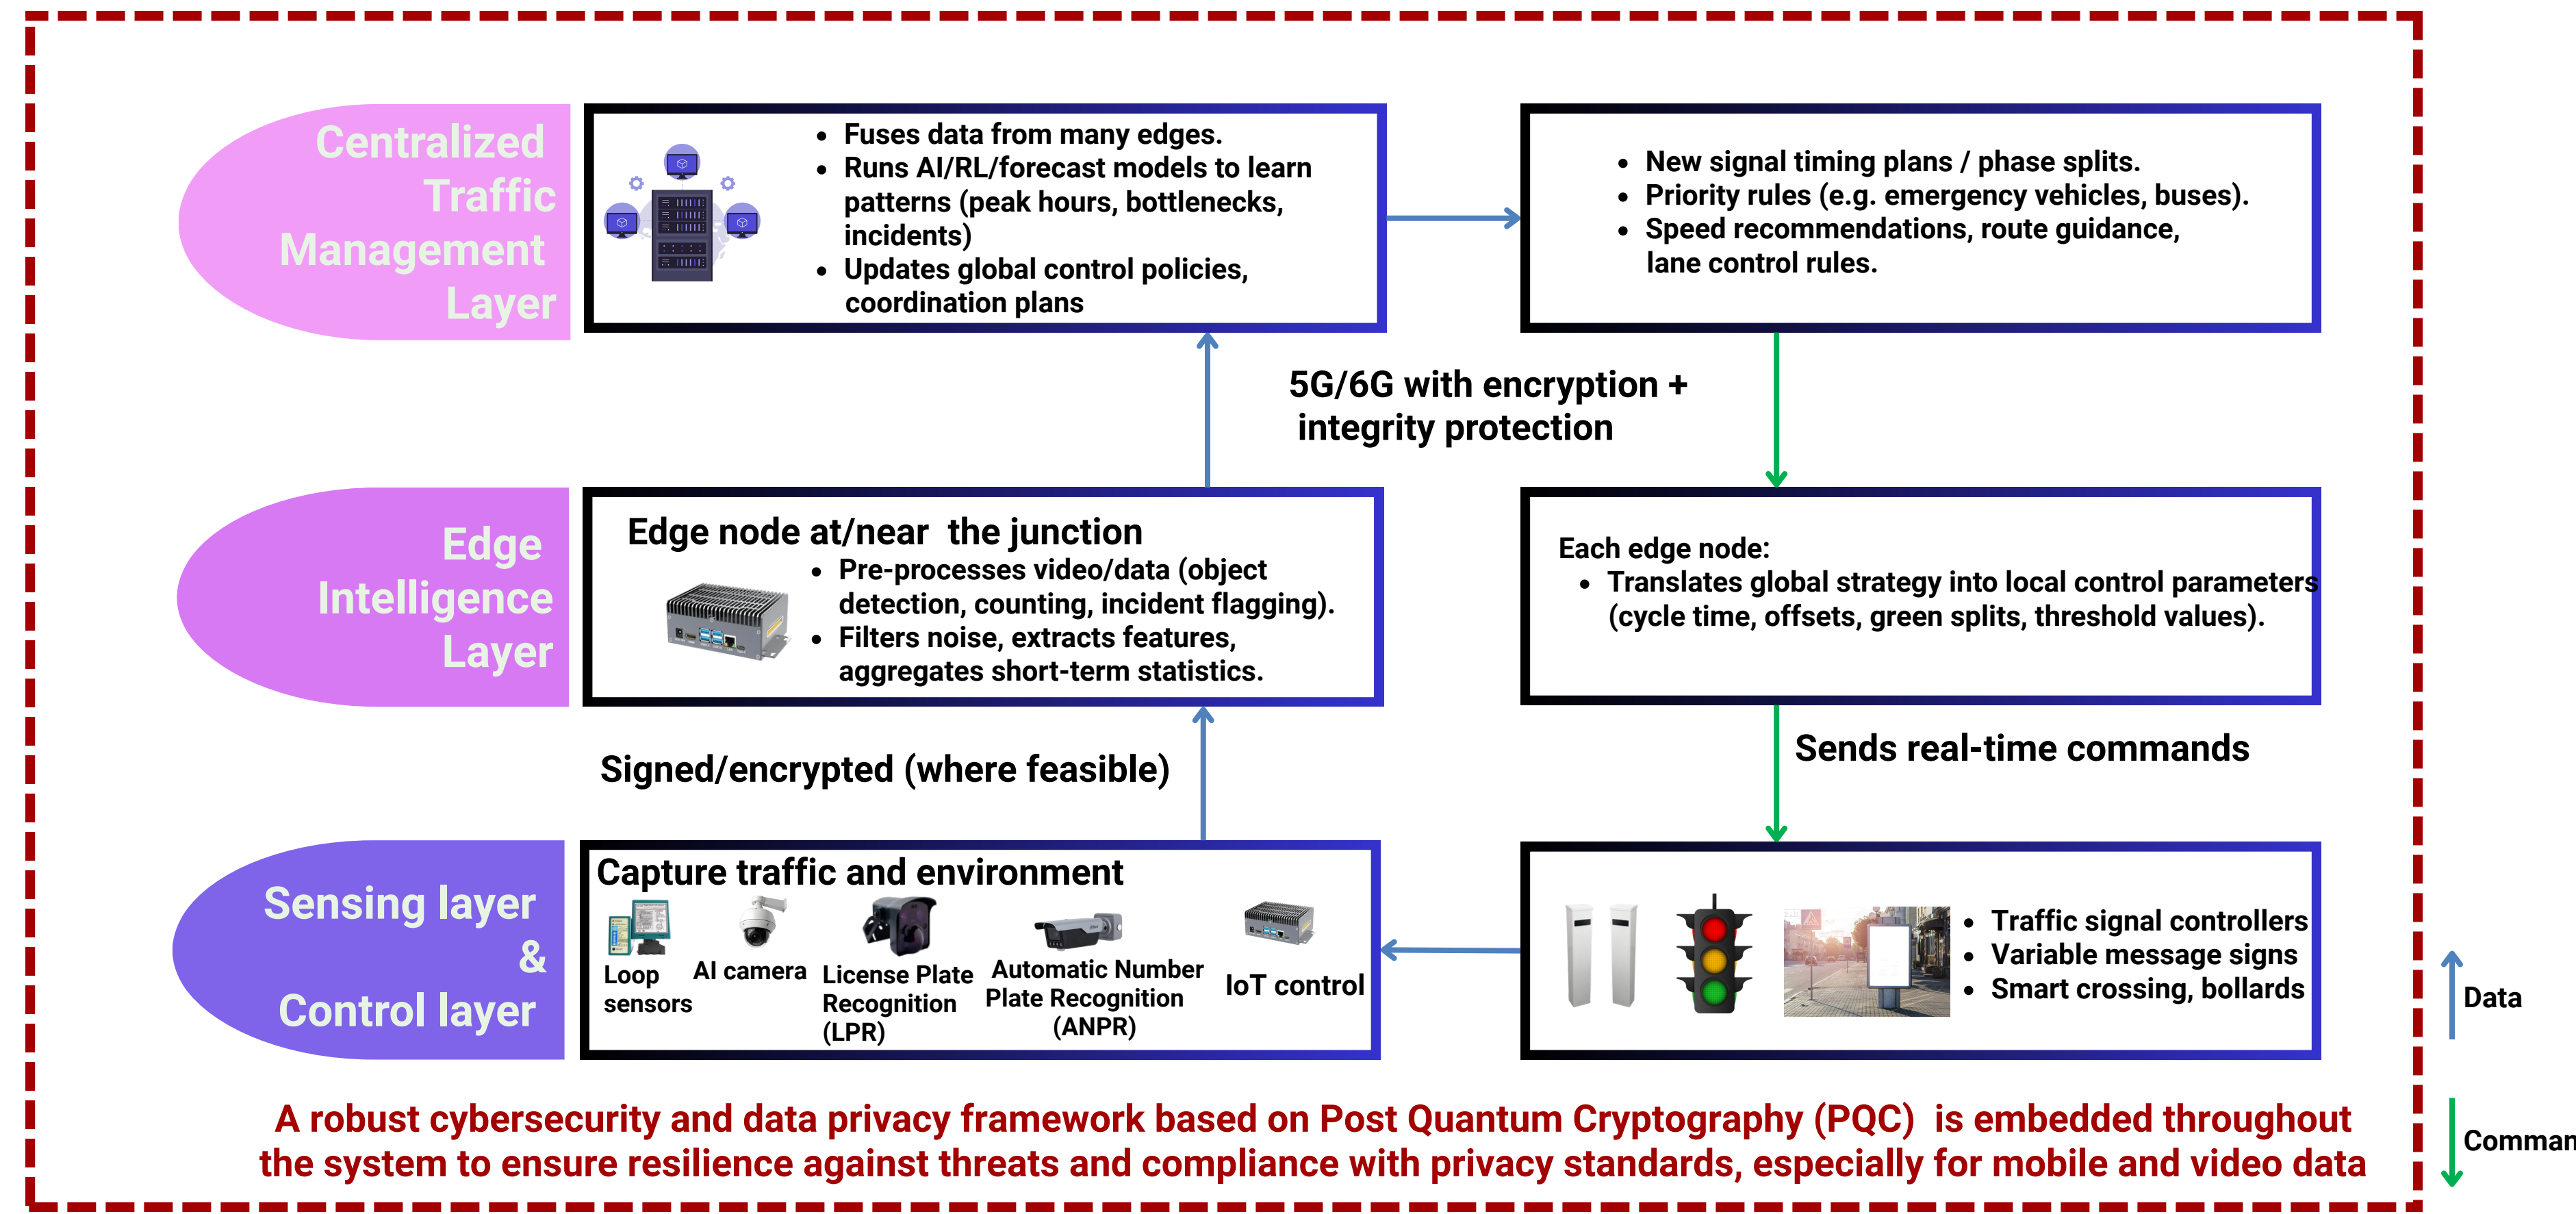 Centralized
Traffic
Management
Layer
Fuses data from many edges.
Runs AI/RL/forecast models to learn
patterns (peak hours, bottlenecks,
incidents)
Updates global control policies,
coordination plans
New signal timing plans / phase splits.
Priority rules (e.g. emergency vehicles, buses).
Speed recommendations, route guidance,
lane control rules.
5G/6G with encryption +
integrity protection
Edge
Intelligence
Layer
Edge node at/near the junction
Pre-processes video/data (object
detection, counting, incident flagging).
Filters noise, extracts features,
aggregates short-term statistics.
Each edge node:
Translates global strategy into local control parameters
(cycle time, offsets, green splits, threshold values).
Signed/encrypted (where feasible)
Sends real-time commands
Sensing layer
&
Control layer
Capture traffic and environment
Loop
sensors
AI camera
License Plate
Recognition
(LPR)
Automatic Number
Plate Recognition
(ANPR)
IoT control
Traffic signal controllers
Variable message signs
Smart crossing, bollards
Data
Comman
A robust cybersecurity and data privacy framework based on Post Quantum Cryptography (PQC) is embedded throughout
the system to ensure resilience against threats and compliance with privacy standards, especially for mobile and video data